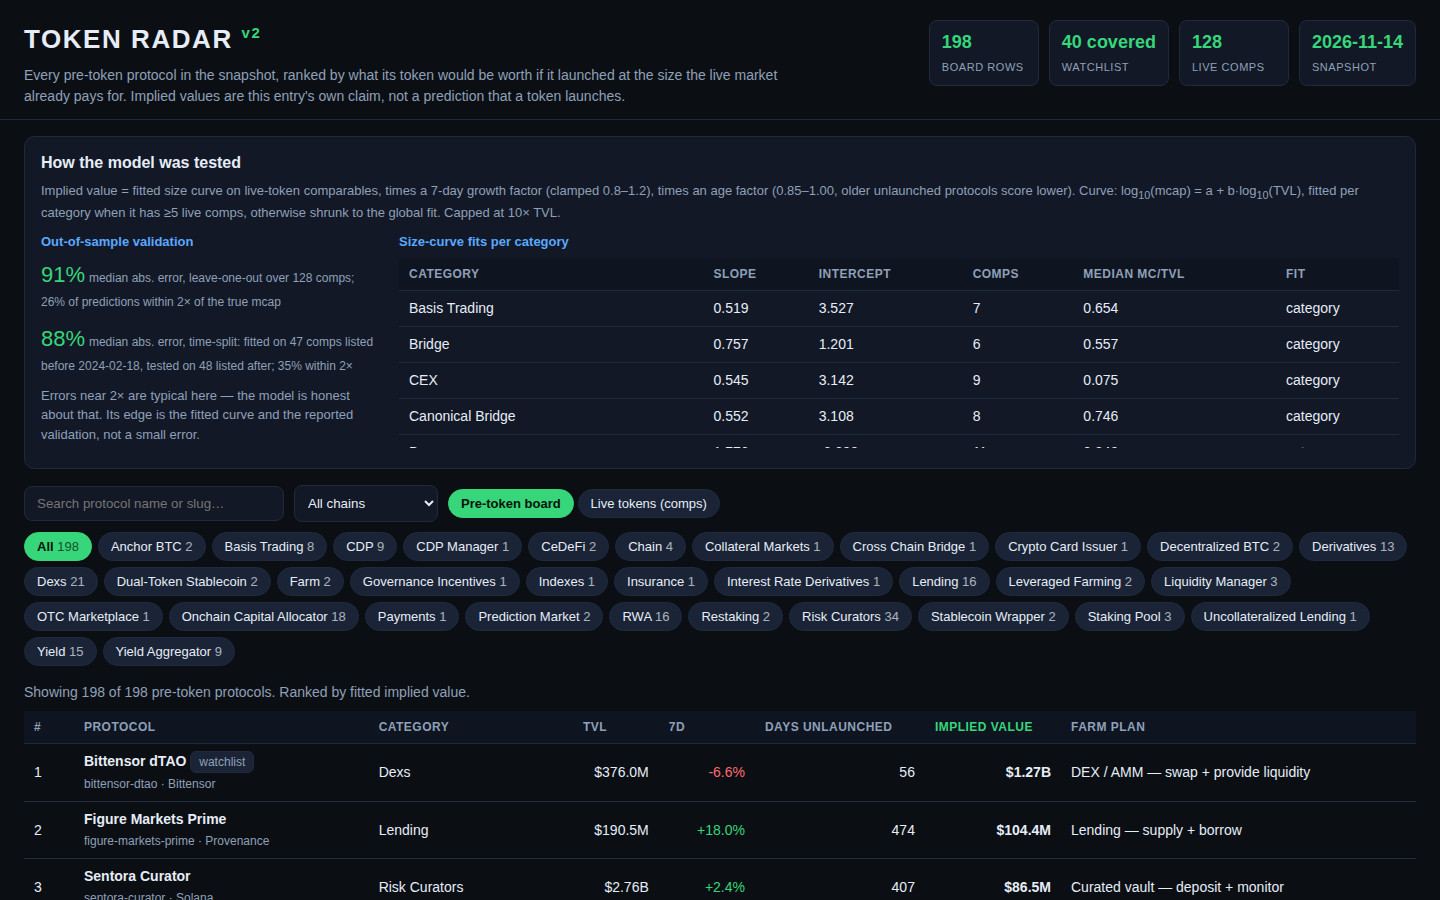 TOKEN RADAR v2
Every pre-token protocol in the snapshot, ranked by what its token would be worth if it launched at the size the live market
already pays for. Implied values are this entry's own claim, not a prediction that a token launches.
198
BOARD ROWS
40 covered
WATCHLIST
128
LIVE COMPS
2026-11-14
SNAPSHOT
How the model was tested
Implied value = fitted size curve on live-token comparables, times a 7-day growth factor (clamped 0.8–1.2), times an age factor (0.85–1.00, older unlaunched protocols score lower). Curve: log10(mcap) = a + b·log10(TVL), fitted per
category when it has ≥5 live comps, otherwise shrunk to the global fit. Capped at 10× TVL.
Out-of-sample validation
91% median abs. error, leave-one-out over 128 comps;
26% of predictions within 2× of the true mcap
88% median abs. error, time-split: fitted on 47 comps listed
before 2024-02-18, tested on 48 listed after; 35% within 2×
Errors near 2× are typical here — the model is honest
about that. Its edge is the fitted curve and the reported
validation, not a small error.
Size-curve fits per category
CATEGORY SLOPE INTERCEPT COMPS MEDIAN MC/TVL FIT
Basis Trading 0.519 3.527 7 0.654 category
Bridge 0.757 1.201 6 0.557 category
CEX 0.545 3.142 9 0.075 category
Canonical Bridge 0.552 3.108 8 0.746 category
Search protocol name or slug…
All chains
Pre-token board
Live tokens (comps)
All 198 Anchor BTC 2 Basis Trading 8 CDP 9 CDP Manager 1 CeDeFi 2 Chain 4 Collateral Markets 1 Cross Chain Bridge 1 Crypto Card Issuer 1 Decentralized BTC 2 Derivatives 13
Dexs 21 Dual-Token Stablecoin 2 Farm 2 Governance Incentives 1 Indexes 1 Insurance 1 Interest Rate Derivatives 1 Lending 16 Leveraged Farming 2 Liquidity Manager 3
OTC Marketplace 1 Onchain Capital Allocator 18 Payments 1 Prediction Market 2 RWA 16 Restaking 2 Risk Curators 34 Stablecoin Wrapper 2 Staking Pool 3 Uncollateralized Lending 1
Yield 15 Yield Aggregator 9
Showing 198 of 198 pre-token protocols. Ranked by fitted implied value.
# PROTOCOL CATEGORY TVL 7D DAYS UNLAUNCHED IMPLIED VALUE FARM PLAN
1 Bittensor dTAO watchlist Dexs $376.0M -6.6% 56 $1.27B DEX / AMM — swap + provide liquidity
bittensor-dtao · Bittensor
2 Figure Markets Prime Lending $190.5M +18.0% 474 $104.4M Lending — supply + borrow
figure-markets-prime · Provenance
3 Sentora Curator Risk Curators $2.76B +2.4% 407 $86.5M Curated vault — deposit + monitor
sentora-curator · Solana